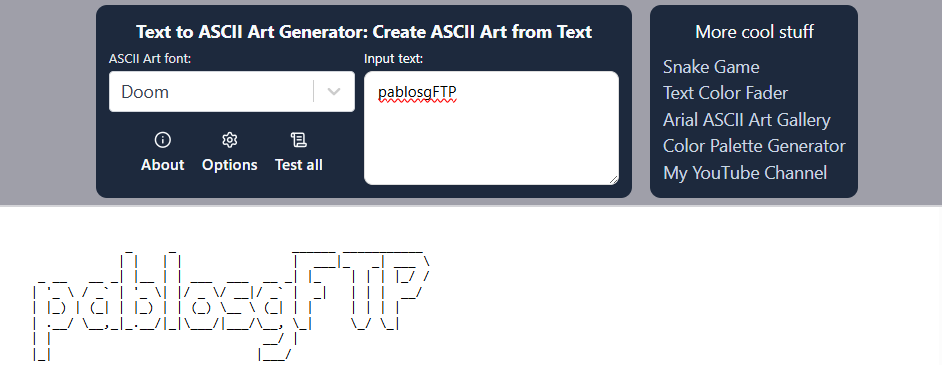 Text to ASCII Art Generator: Create ASCII Art from Text
ASCII Art font:
Doom
About
Options
Test all
Input text:
pablosgFTP
More cool stuff
Snake Game
Text Color Fader
Arial ASCII Art Gallery
Color Palette Generator
My YouTube Channel
pablosgFTP